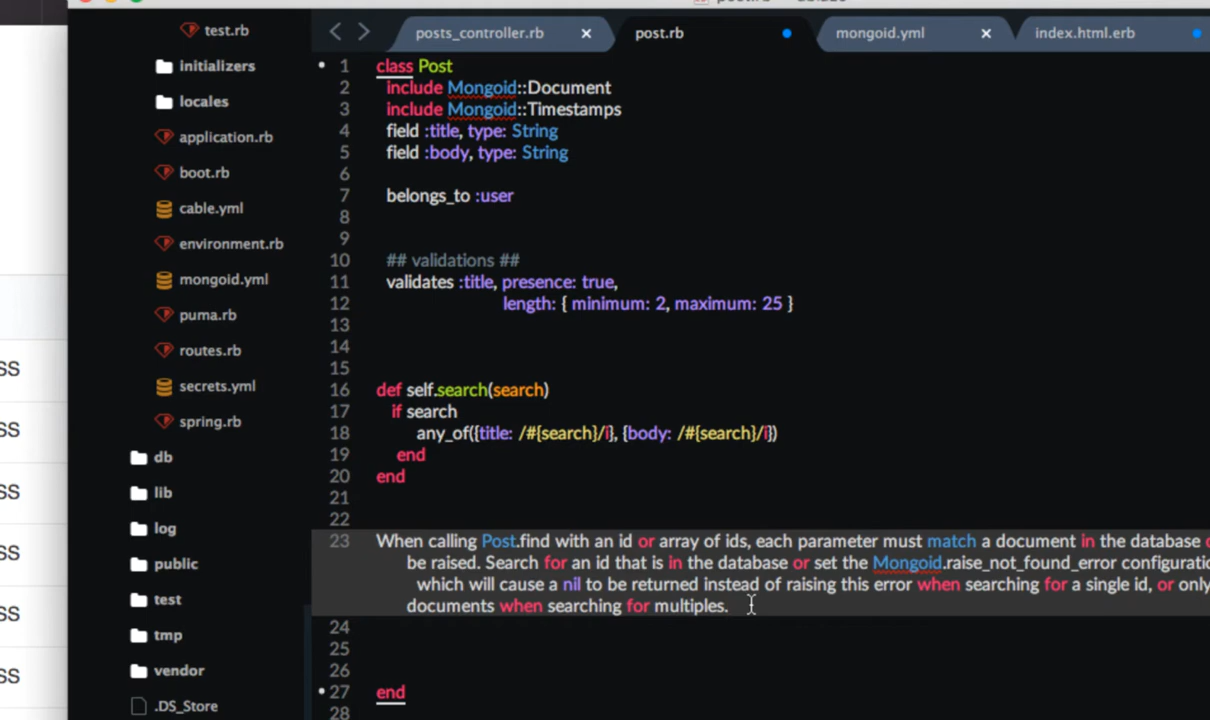 test.rb
initializers
locales
application.rb
boot.rb
cable.yml
environment.rb
mongoid.yml
puma.rb
routes.rb
secrets.yml
spring.rb
db
lib
log
public
test
tmp
vendor
.DS_Store
SS
SS
SS
SS
SS
SS
posts_controller.rb
post.rb
mongoid.yml
index.html.erb
1 class Post
2 include Mongoid::Document
3 include Mongoid::Timestamps
4 field :title, type: String
5 field :body, type: String
6
7 belongs_to :user
8
9
10 ## validations ##
11 validates :title, presence: true,
12 length: { minimum: 2, maximum: 25 }
13
14
15
16 def self.search(search)
17 if search
18 any_of({title: /#{search}/i}, {body: /#{search}/i})
19 end
20 end
21
22
23 When calling Post.find with an id or array of ids, each parameter must match a document in the database
be raised. Search for an id that is in the database or set the Mongoid.raise_not_found_error configuratio
which will cause a nil to be returned instead of raising this error when searching for a single id, or only
documents when searching for multiples.
24
25
26
27 end
28